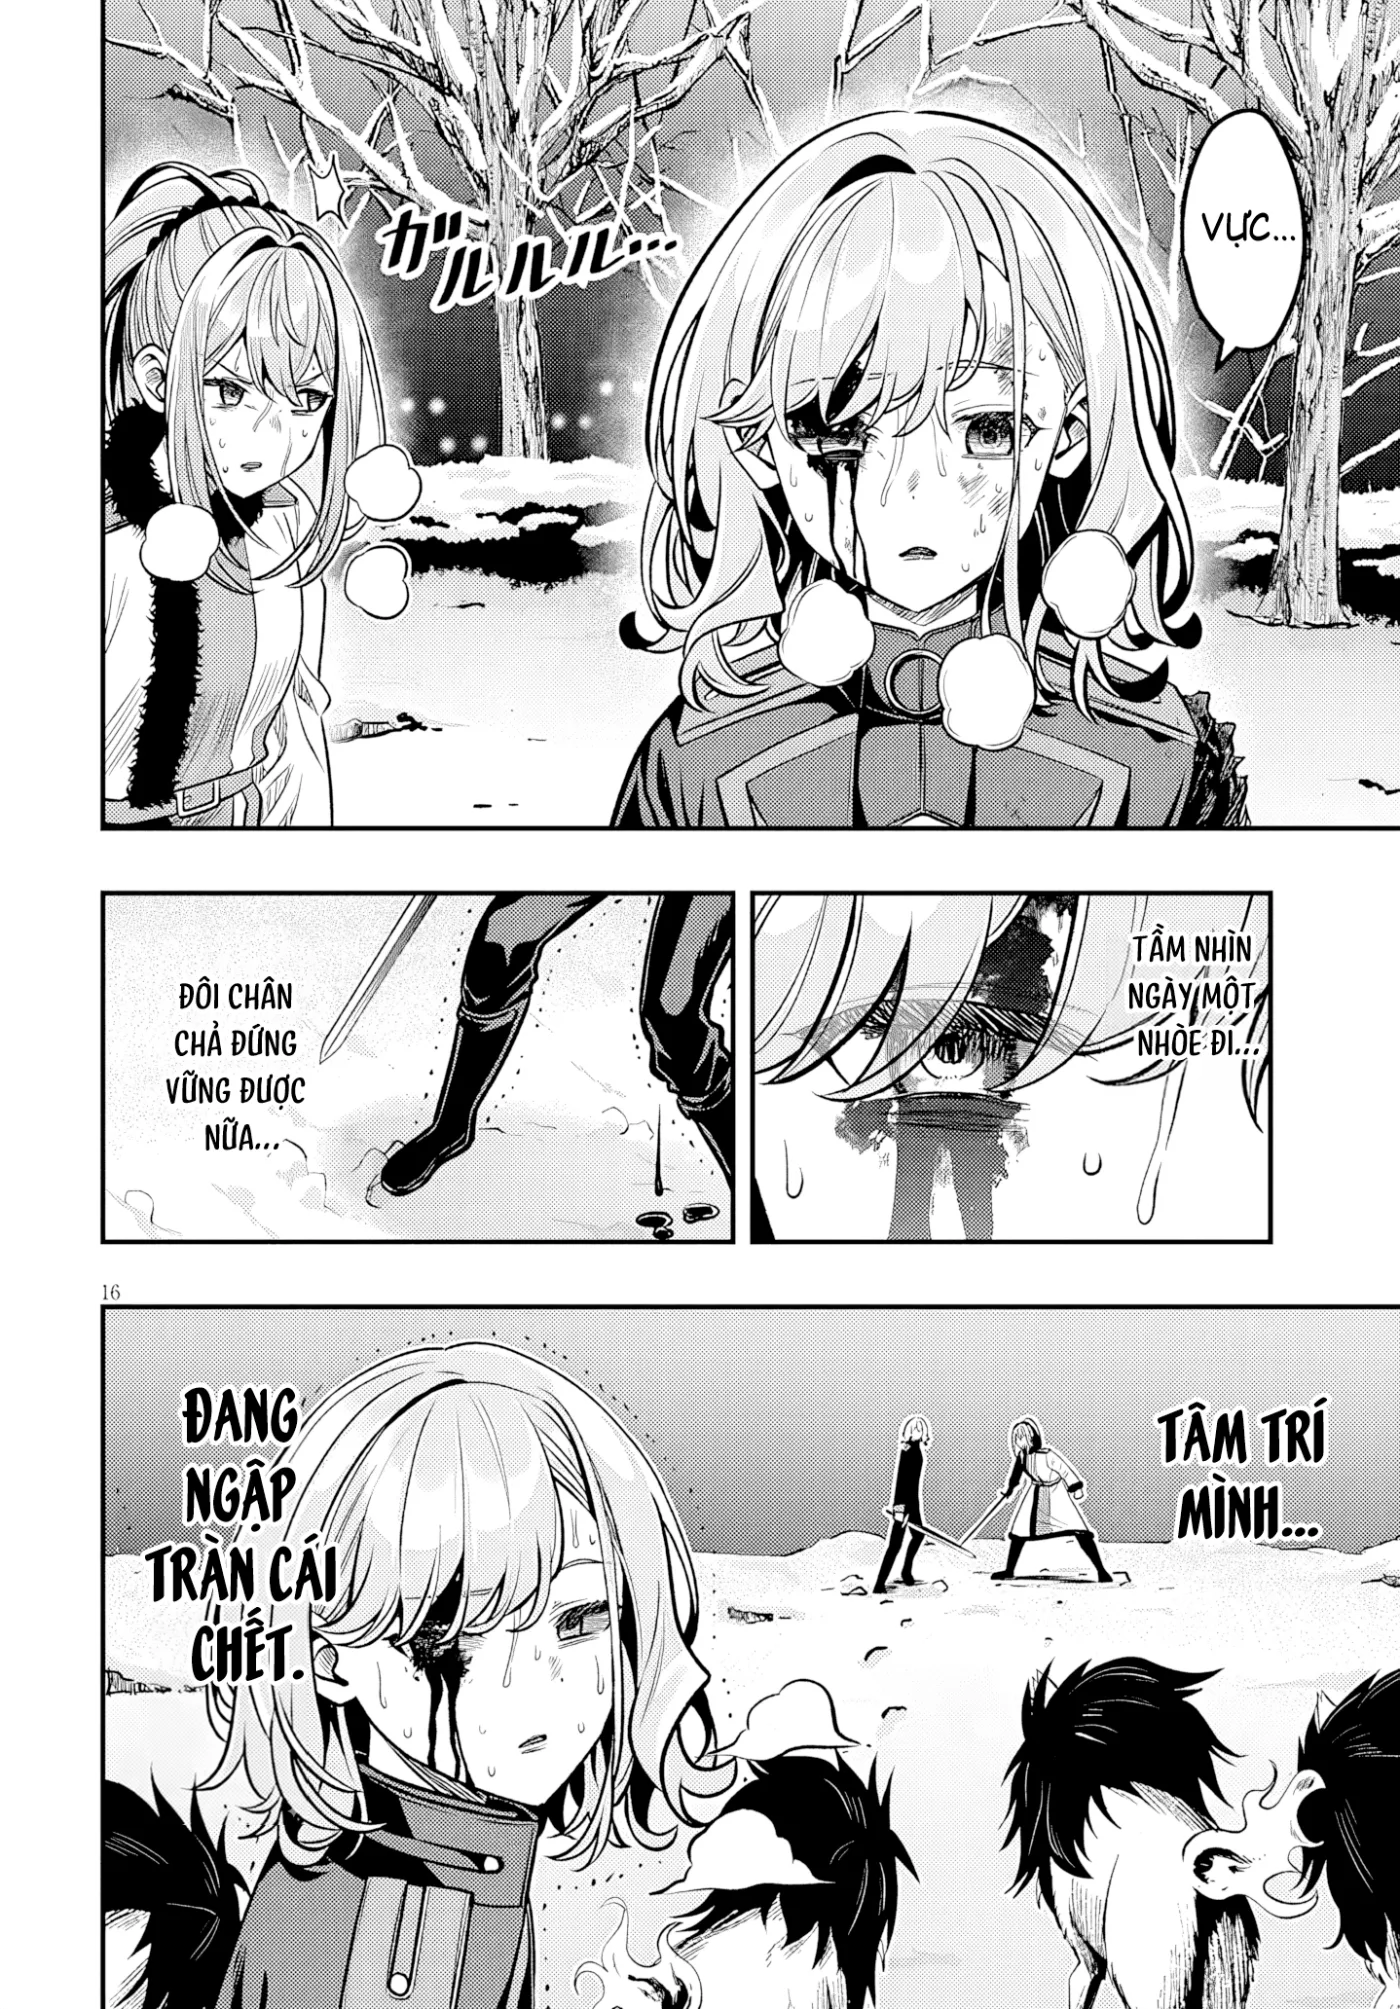 VỰC...
ガルルル...
TẦM NHÌN
NGÀY MỘT
NHÒE ĐI...
ĐÔI CHÂN
CHẢ ĐỨNG
VỮNG ĐƯỢC
NỮA...
16
TÂM TRÍ
MÌNH...
ĐANG
NGẬP
TRÀN CÁI
CHẾT.